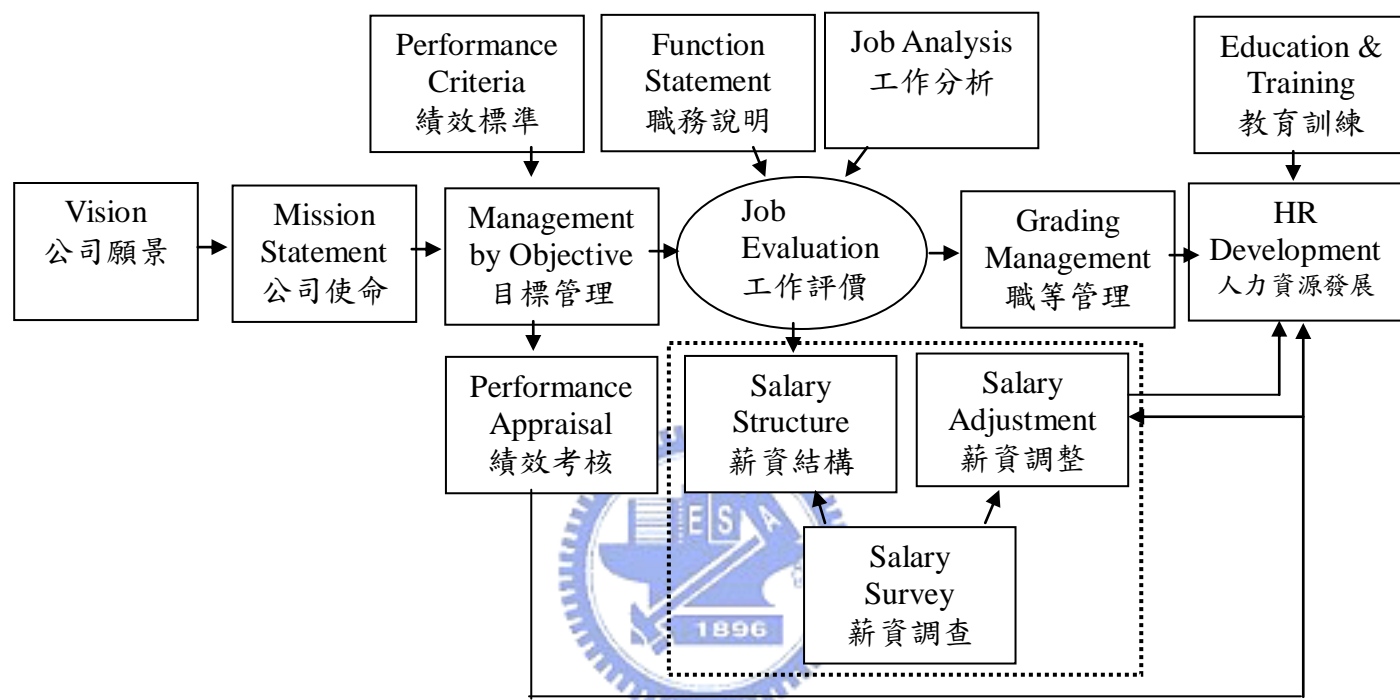 Performance
Criteria
績效標準
Function
Statement
職務說明
Job Analysis
工作分析
Education &
Training
教育訓練
Vision
公司願景
Mission
Statement
公司使命
Management
by Objective
目標管理
Job
Evaluation
工作評價
Grading
Management
職等管理
HR
Development
人力資源發展
Performance
Appraisal
績效考核
Salary
Structure
薪資結構
Salary
Adjustment
薪資調整
Salary
Survey
薪資調查
E S A
1896